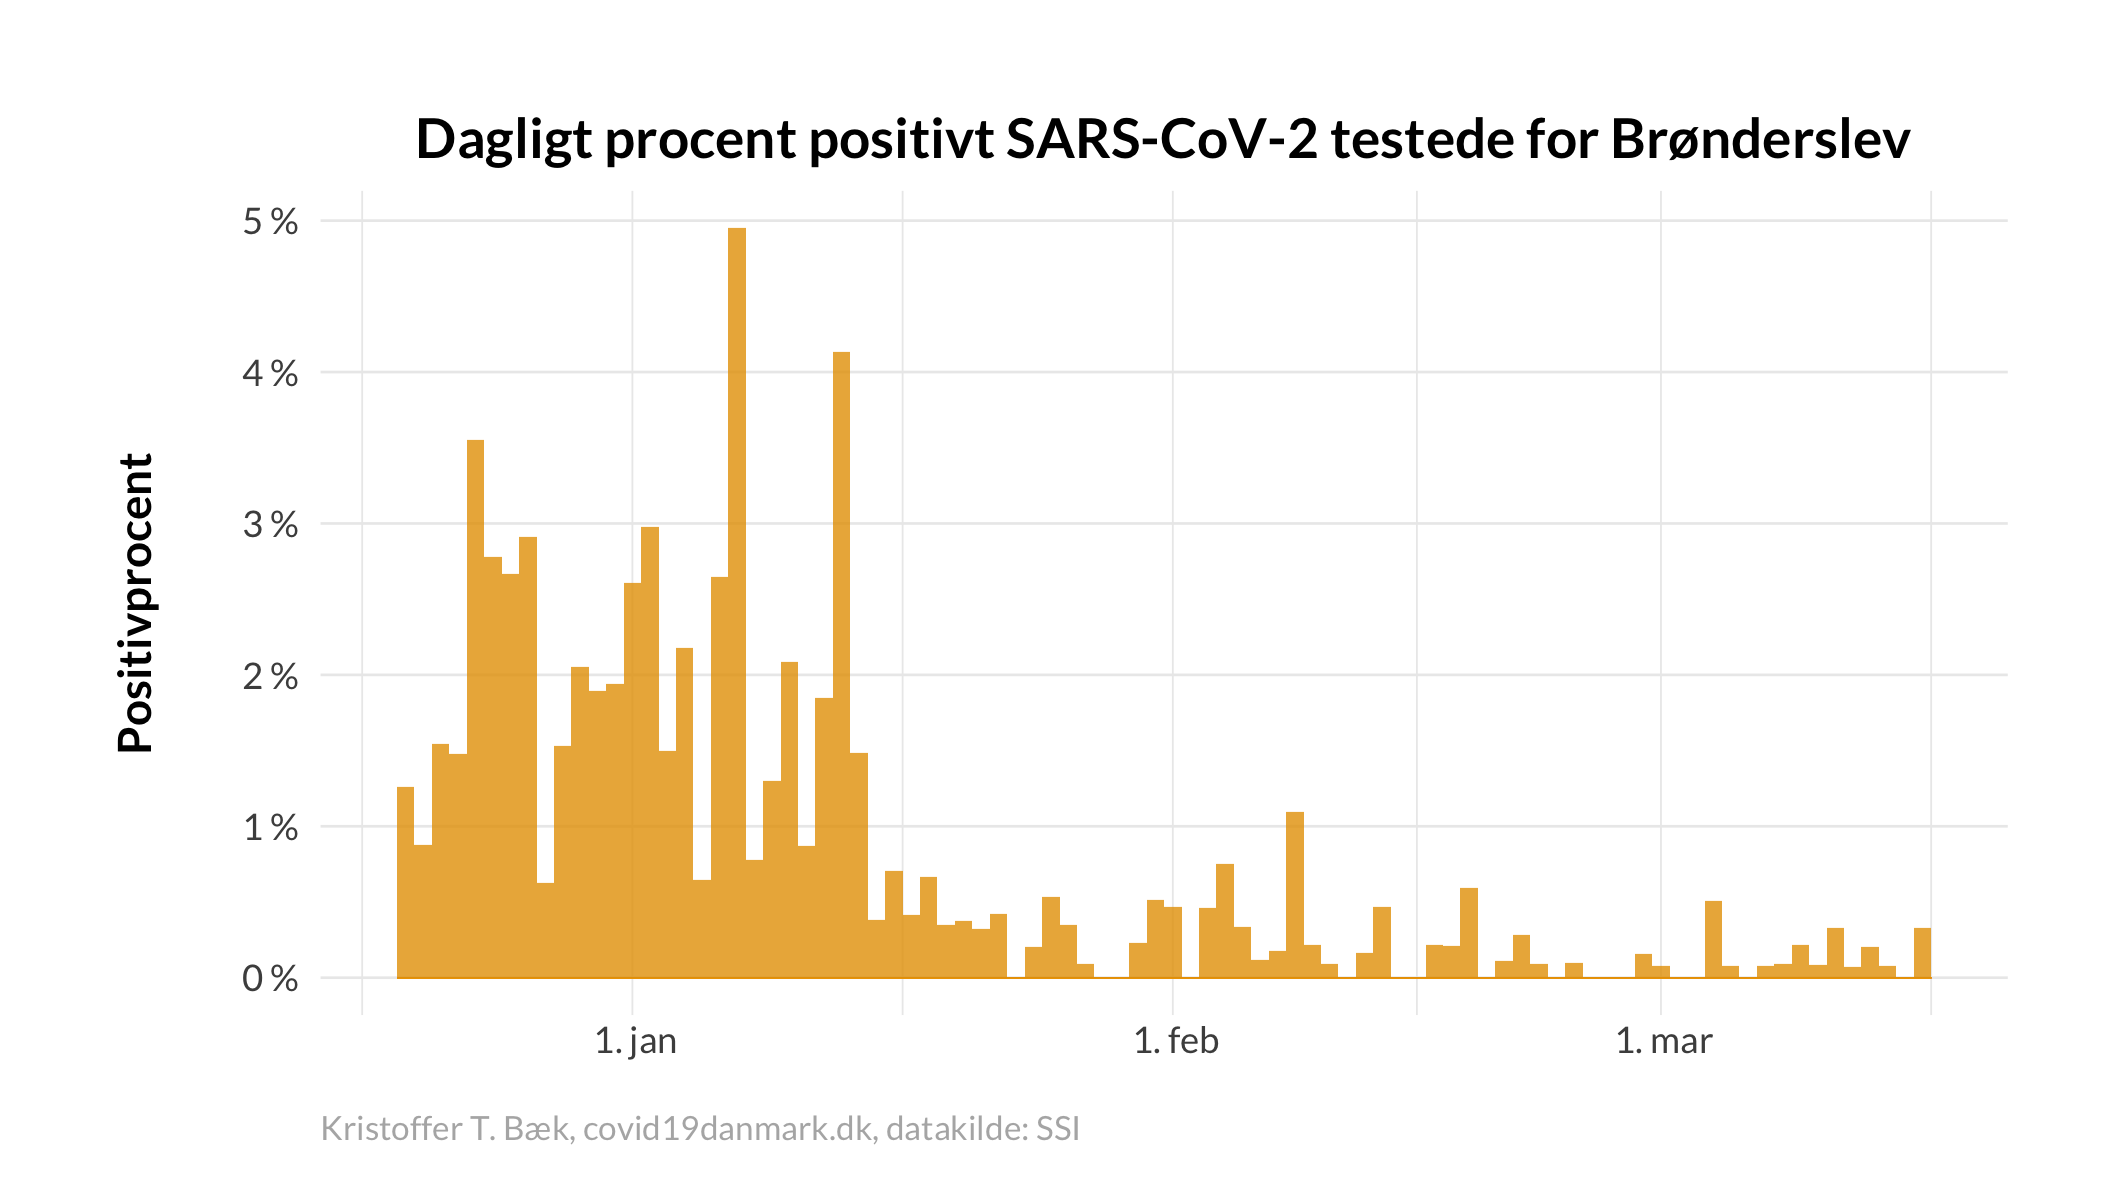 Dagligt procent positivt SARS-CoV-2 testede for Brønderslev
Positivprocent
5 %
4 %
3 %
2 %
1 %
0 %
1. jan
1. feb
1. mar
Kristoffer T. Bæk, covid19danmark.dk, datakilde: SSI